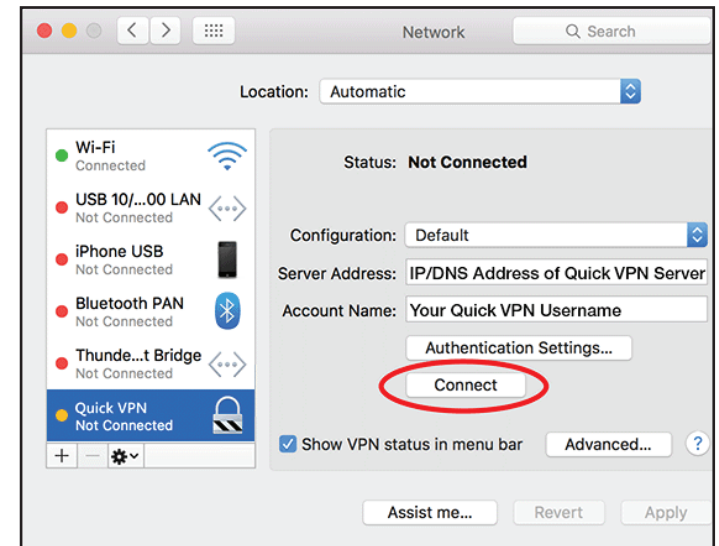 Network
Search
Location: Automatic
Wi-Fi
Connected
USB 10/...00 LAN
Not Connected
iPhone USB
Not Connected
Bluetooth PAN
Not Connected
Thunde...t Bridge
Not Connected
Quick VPN
Not Connected
Status: Not Connected
Configuration: Default
Server Address: IP/DNS Address of Quick VPN Server
Account Name: Your Quick VPN Username
Authentication Settings...
Connect
Show VPN status in menu bar Advanced... ?
Assist me... Revert Apply